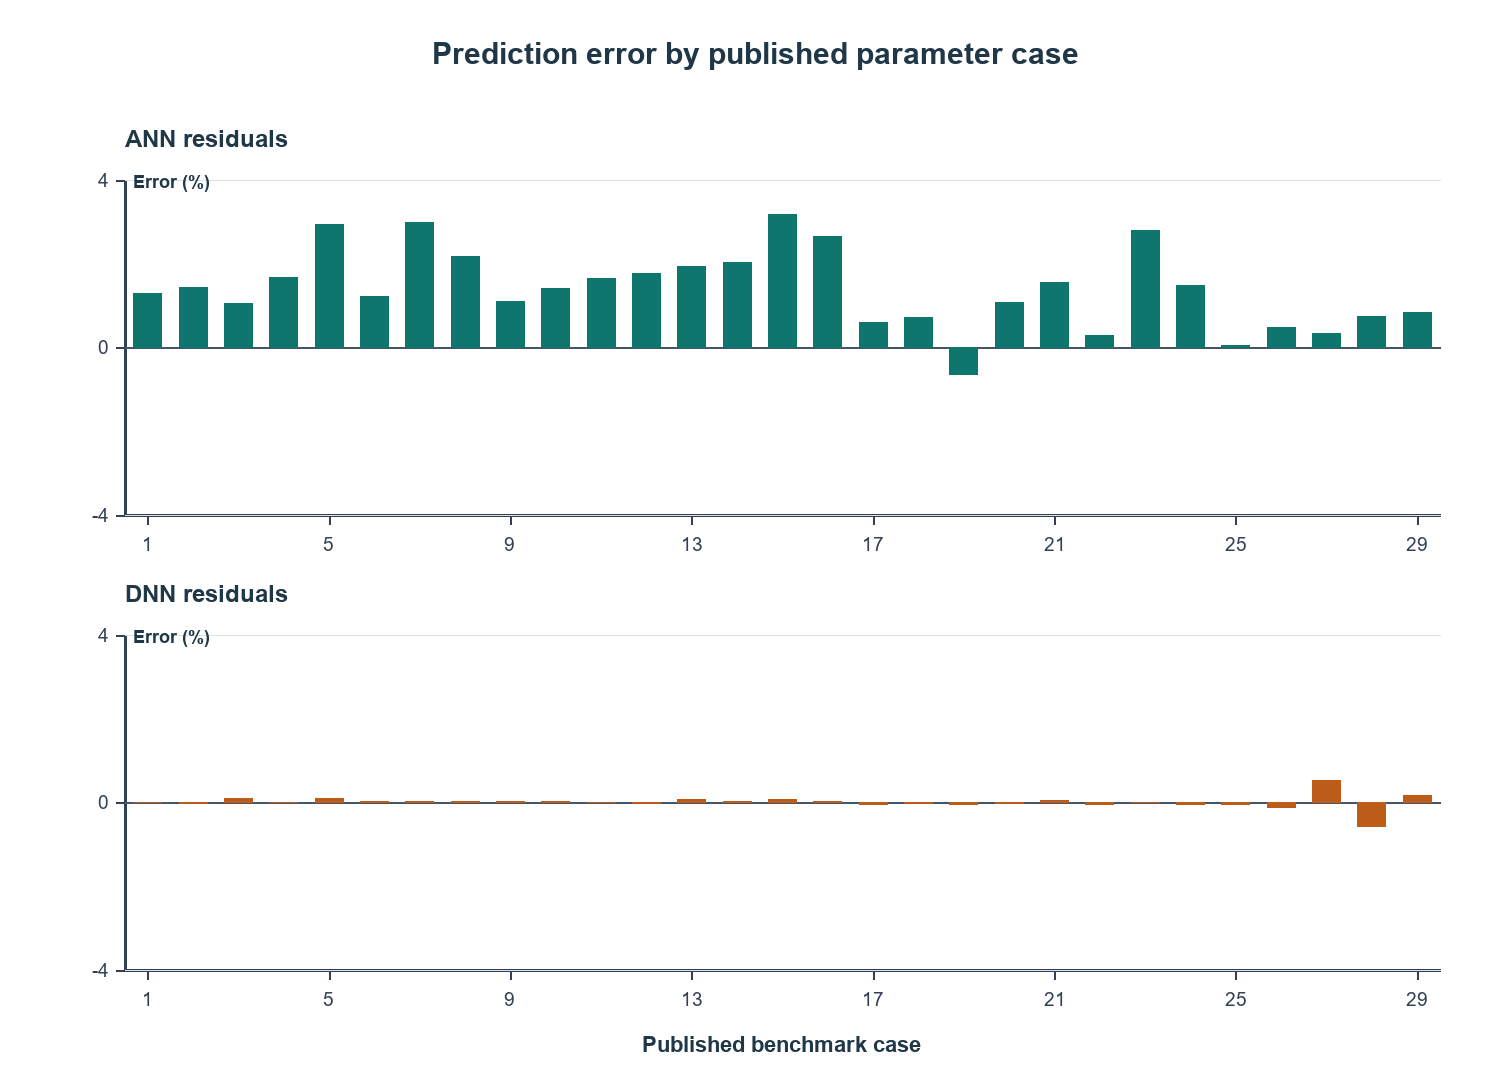 Prediction error by published parameter case
ANN residuals
4
Error (%)
0
-4
1 5 9 13 17 21 25 29
DNN residuals
4
Error (%)
0
-4
1 5 9 13 17 21 25 29
Published benchmark case